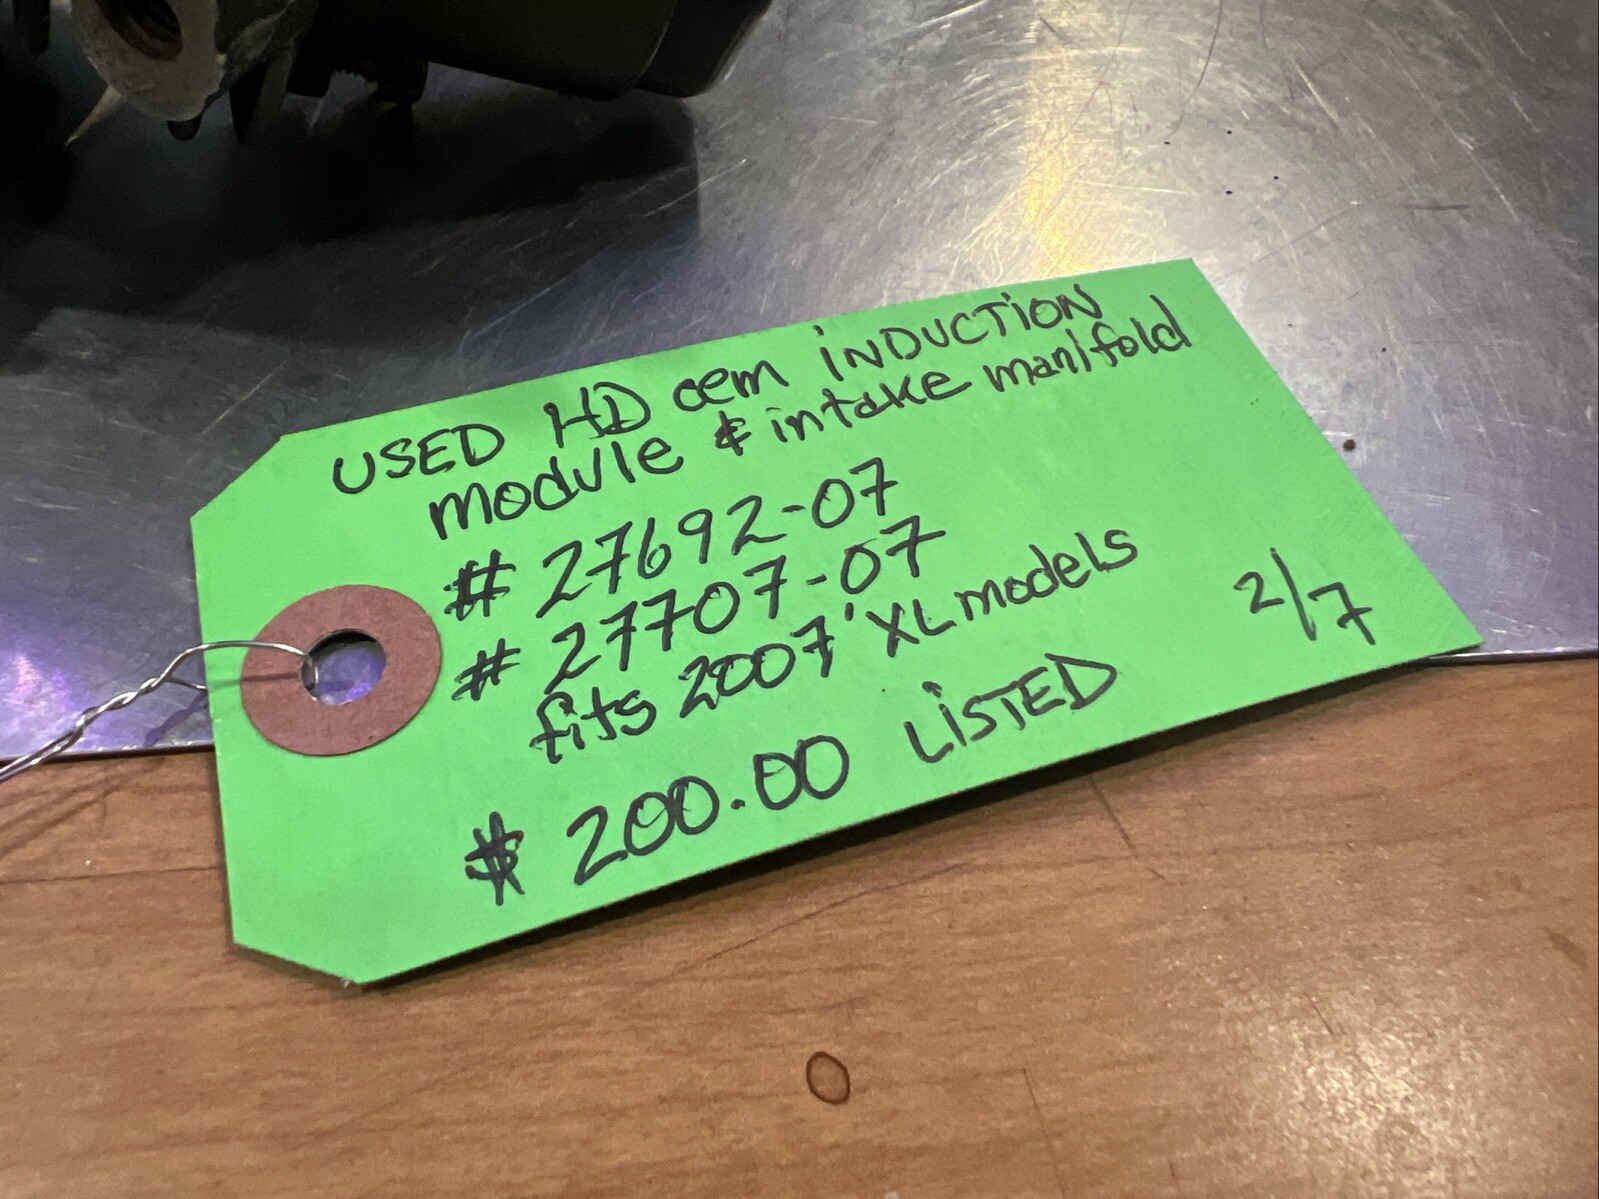 USED HD oem iNDUCTiON
module & intake manifold
# 27692-07
# 27707-07
fits 2007' XL models
2/7
$ 200.00 LiSTED